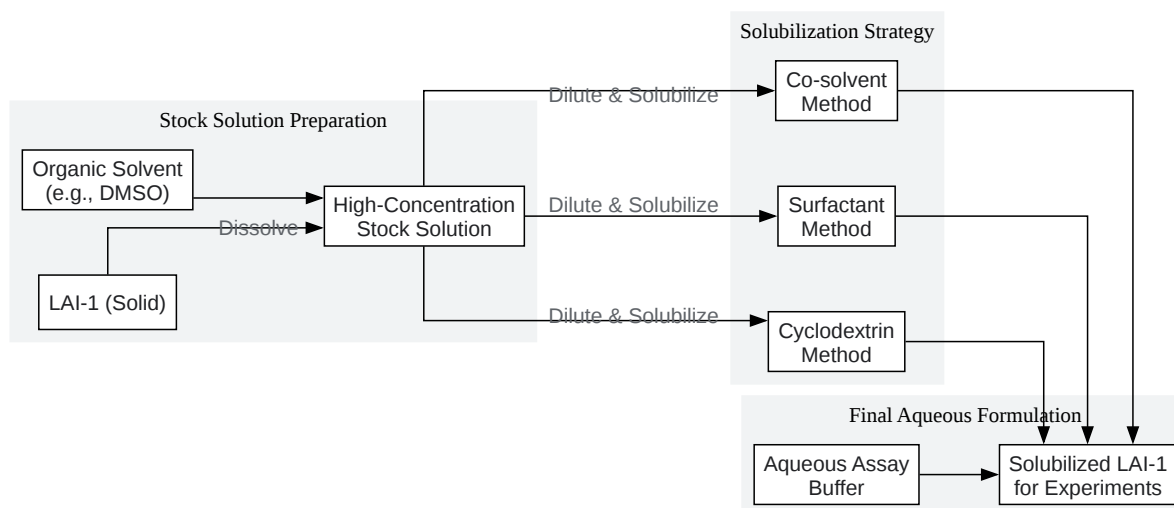 Solubilization Strategy
Co-solvent
Method
Dilute & Solubilize
Stock Solution Preparation
Organic Solvent
(e.g., DMSO)
High-Concentration
Stock Solution
Dilute & Solubilize
Surfactant
Method
Dissolve
LAI-1 (Solid)
Dilute & Solubilize
Cyclodextrin
Method
Final Aqueous Formulation
Aqueous Assay
Buffer
Solubilized LAI-1
for Experiments